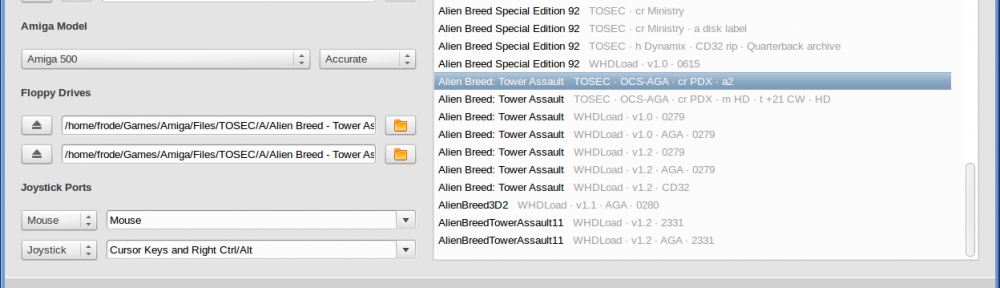 Amiga Model
Amiga 500
Accurate
Floppy Drives
/home/frode/Games/Amiga/Files/TOSEC/A/Alien Breed - Tower As
/home/frode/Games/Amiga/Files/TOSEC/A/Alien Breed - Tower As
Joystick Ports
Mouse
Mouse
Joystick
Cursor Keys and Right Ctrl/Alt
Alien Breed Special Edition 92 TOSEC · cr Ministry
Alien Breed Special Edition 92 TOSEC · cr Ministry · a disk label
Alien Breed Special Edition 92 TOSEC · h Dynamix · CD32 rip · Quarterback archive
Alien Breed Special Edition 92 WHDLoad · v1.0 · 0615
Alien Breed: Tower Assault TOSEC · OCS-AGA · cr PDX · a2
Alien Breed: Tower Assault TOSEC · OCS-AGA · cr PDX · m HD · t +21 CW · HD
Alien Breed: Tower Assault WHDLoad · v1.0 · 0279
Alien Breed: Tower Assault WHDLoad · v1.0 · AGA · 0279
Alien Breed: Tower Assault WHDLoad · v1.2 · 0279
Alien Breed: Tower Assault WHDLoad · v1.2 · AGA · 0279
Alien Breed: Tower Assault WHDLoad · v1.2 · CD32
AlienBreed3D2 WHDLoad · v1.1 · AGA · 0280
AlienBreedTowerAssault11 WHDLoad · v1.2 · 2331
AlienBreedTowerAssault11 WHDLoad · v1.2 · AGA · 2331